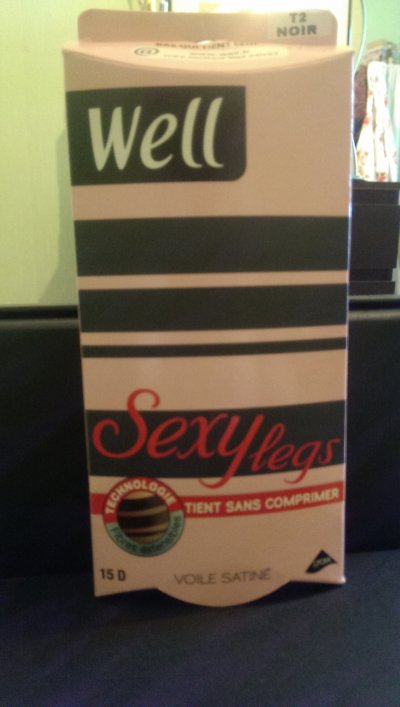 T2
NOIR
Well
Sexy legs
TECHNOLOGIE
TIENT SANS COMPRIMER
15 D
VOILE SATINÉ